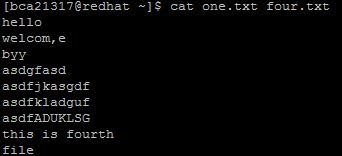 [bca21317@redhat ~]$ cat one.txt four.txt
hello
welcom,e
byy
asdgfasd
asdfjkasgdf
asdfkladguf
asdfADUKLSG
this is fourth
file